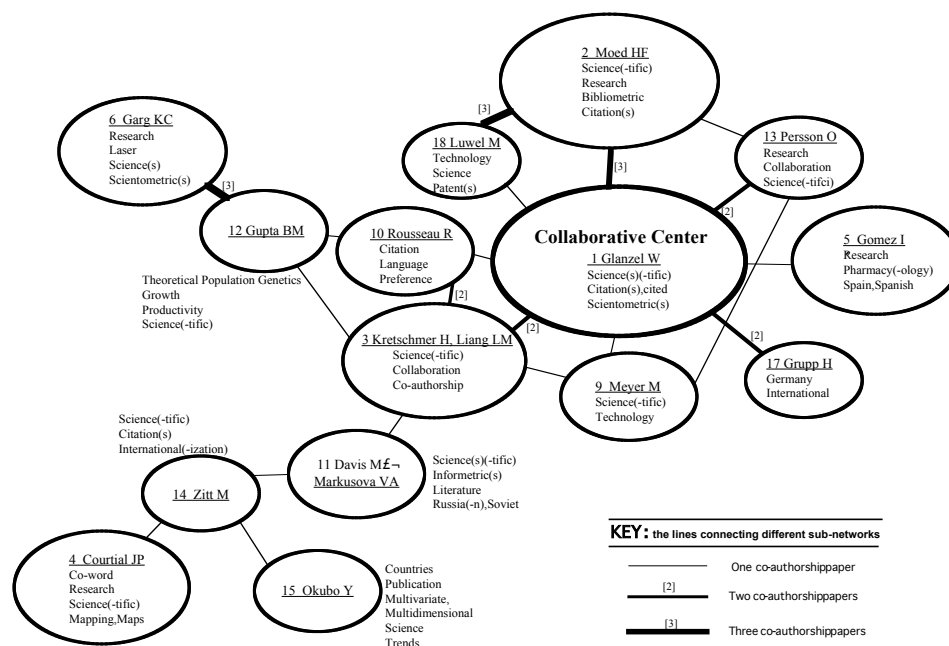 2 Moed HF
Science(-tific)
Research
Bibliometric
Citation(s)
[3]
6 Garg KC
Research
Laser
Science(s)
Scientometric(s)
[3]
18 Luwel M
Technology
Science
Patent(s)
[3]
13 Persson O
Research
Collaboration
Science(-tifci)
[2]
12 Gupta BM
Theoretical Population Genetics
Growth
Productivity
Science(-tific)
10 Rousseau R
Citation
Language
Preference
[2]
Collaborative Center
1 Glanzel W
Science(s)(-tific)
Citation(s),cited
Scientometric(s)
5 Gomez I
Research
Pharmacy(-ology)
Spain,Spanish
[2]
3 Kretschmer H, Liang LM
Science(-tific)
Collaboration
Co-authorship
[2]
17 Grupp H
Germany
International
9 Meyer M
Science(-tific)
Technology
Science(-tific)
Citation(s)
International(-ization)
14 Zitt M
11 Davis M£¬
Markusova VA
Science(s)(-tific)
Informetric(s)
Literature
Russia(-n),Soviet
4 Courtial JP
Co-word
Research
Science(-tific)
Mapping,Maps
15 Okubo Y
Countries
Publication
Multivariate,
Multidimensional
Science
Trends
KEY: the lines connecting different sub-networks
One co-authorshippaper
[2]
Two co-authorshippapers
[3]
Three co-authorshippapers